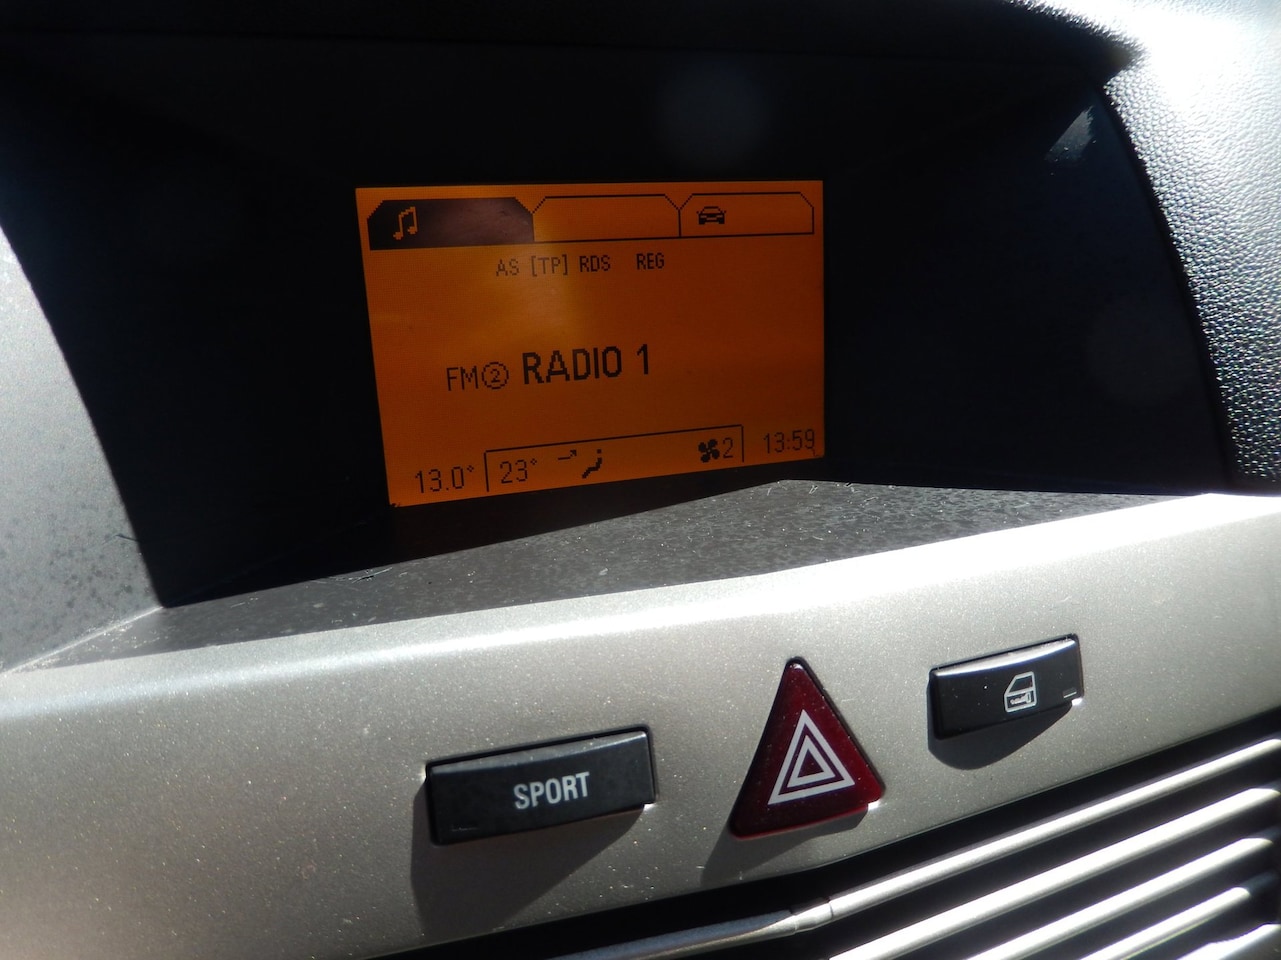 AS [TP] RDS REG
FM② RADIO 1
13.0° 23° 2 13:59
SPORT